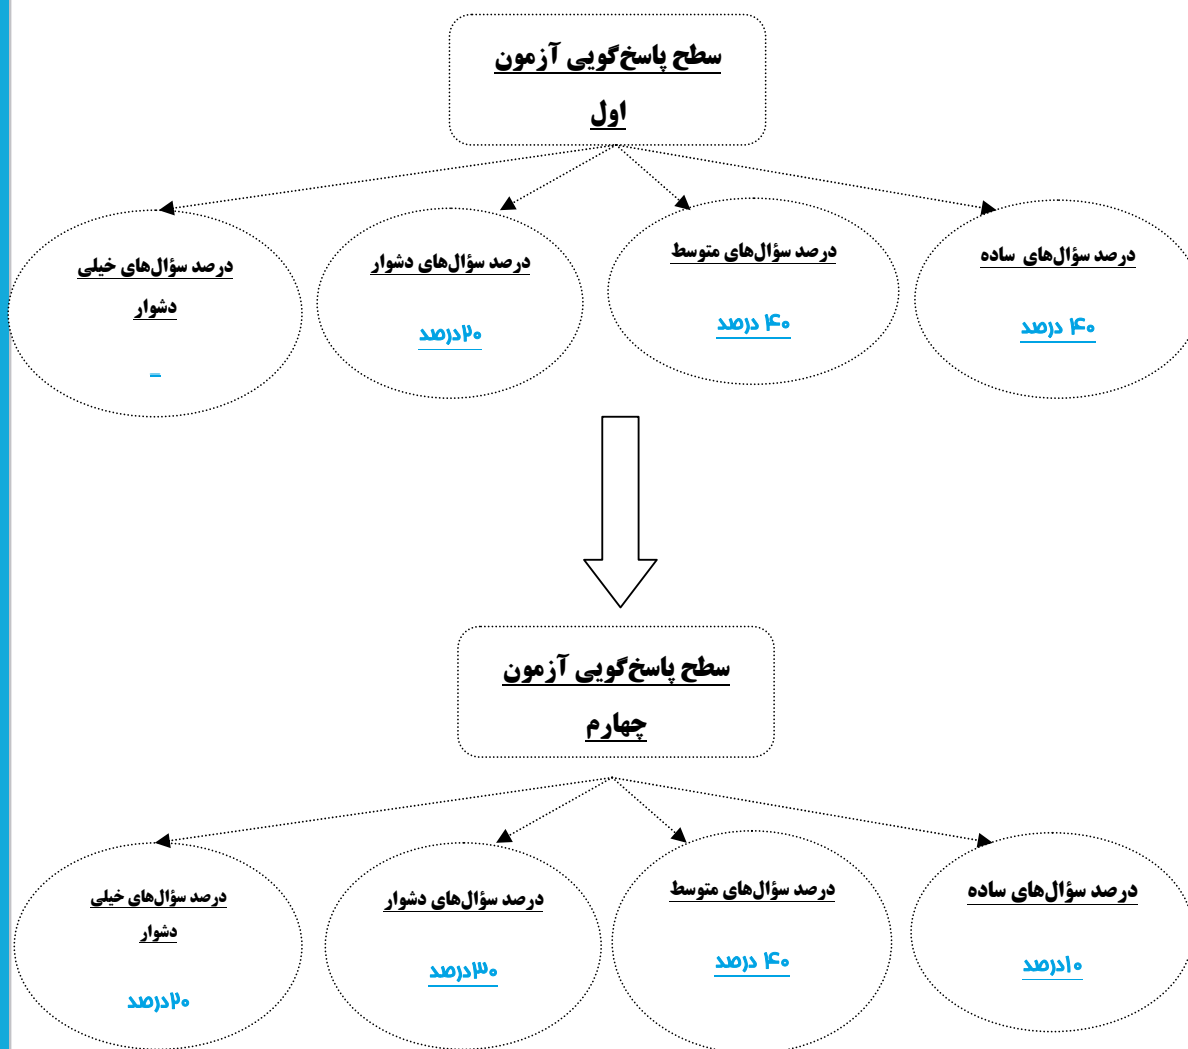 سطح پاسخ‌گویی آزمون
اول
درصد سؤال‌های ساده
۴۰ درصد
درصد سؤال‌های متوسط
۴۰ درصد
درصد سؤال‌های دشوار
۲۰درصد
درصد سؤال‌های خیلی
دشوار
–
سطح پاسخ‌گویی آزمون
چهارم
درصد سؤال‌های ساده
۱۰درصد
درصد سؤال‌های متوسط
۴۰ درصد
درصد سؤال‌های دشوار
۳۰درصد
درصد سؤال‌های خیلی
دشوار
۲۰درصد